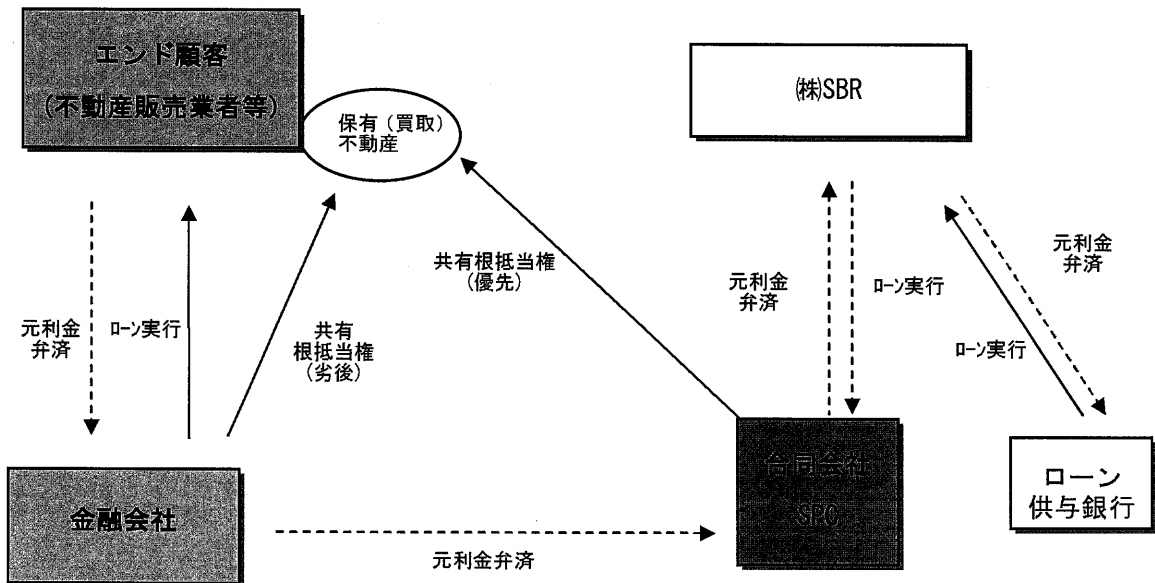 エンド顧客
(不動産販売業者等)
保有(買取)
不動産
㈱SBR
共有根抵当権
(優先)
元利金
弁済
ローン実行
元利金
弁済
ローン実行
元利金
弁済
ローン実行
共有
根抵当権
(劣後)
金融会社
元利金弁済
合同会社
SPC
ローン
供与銀行